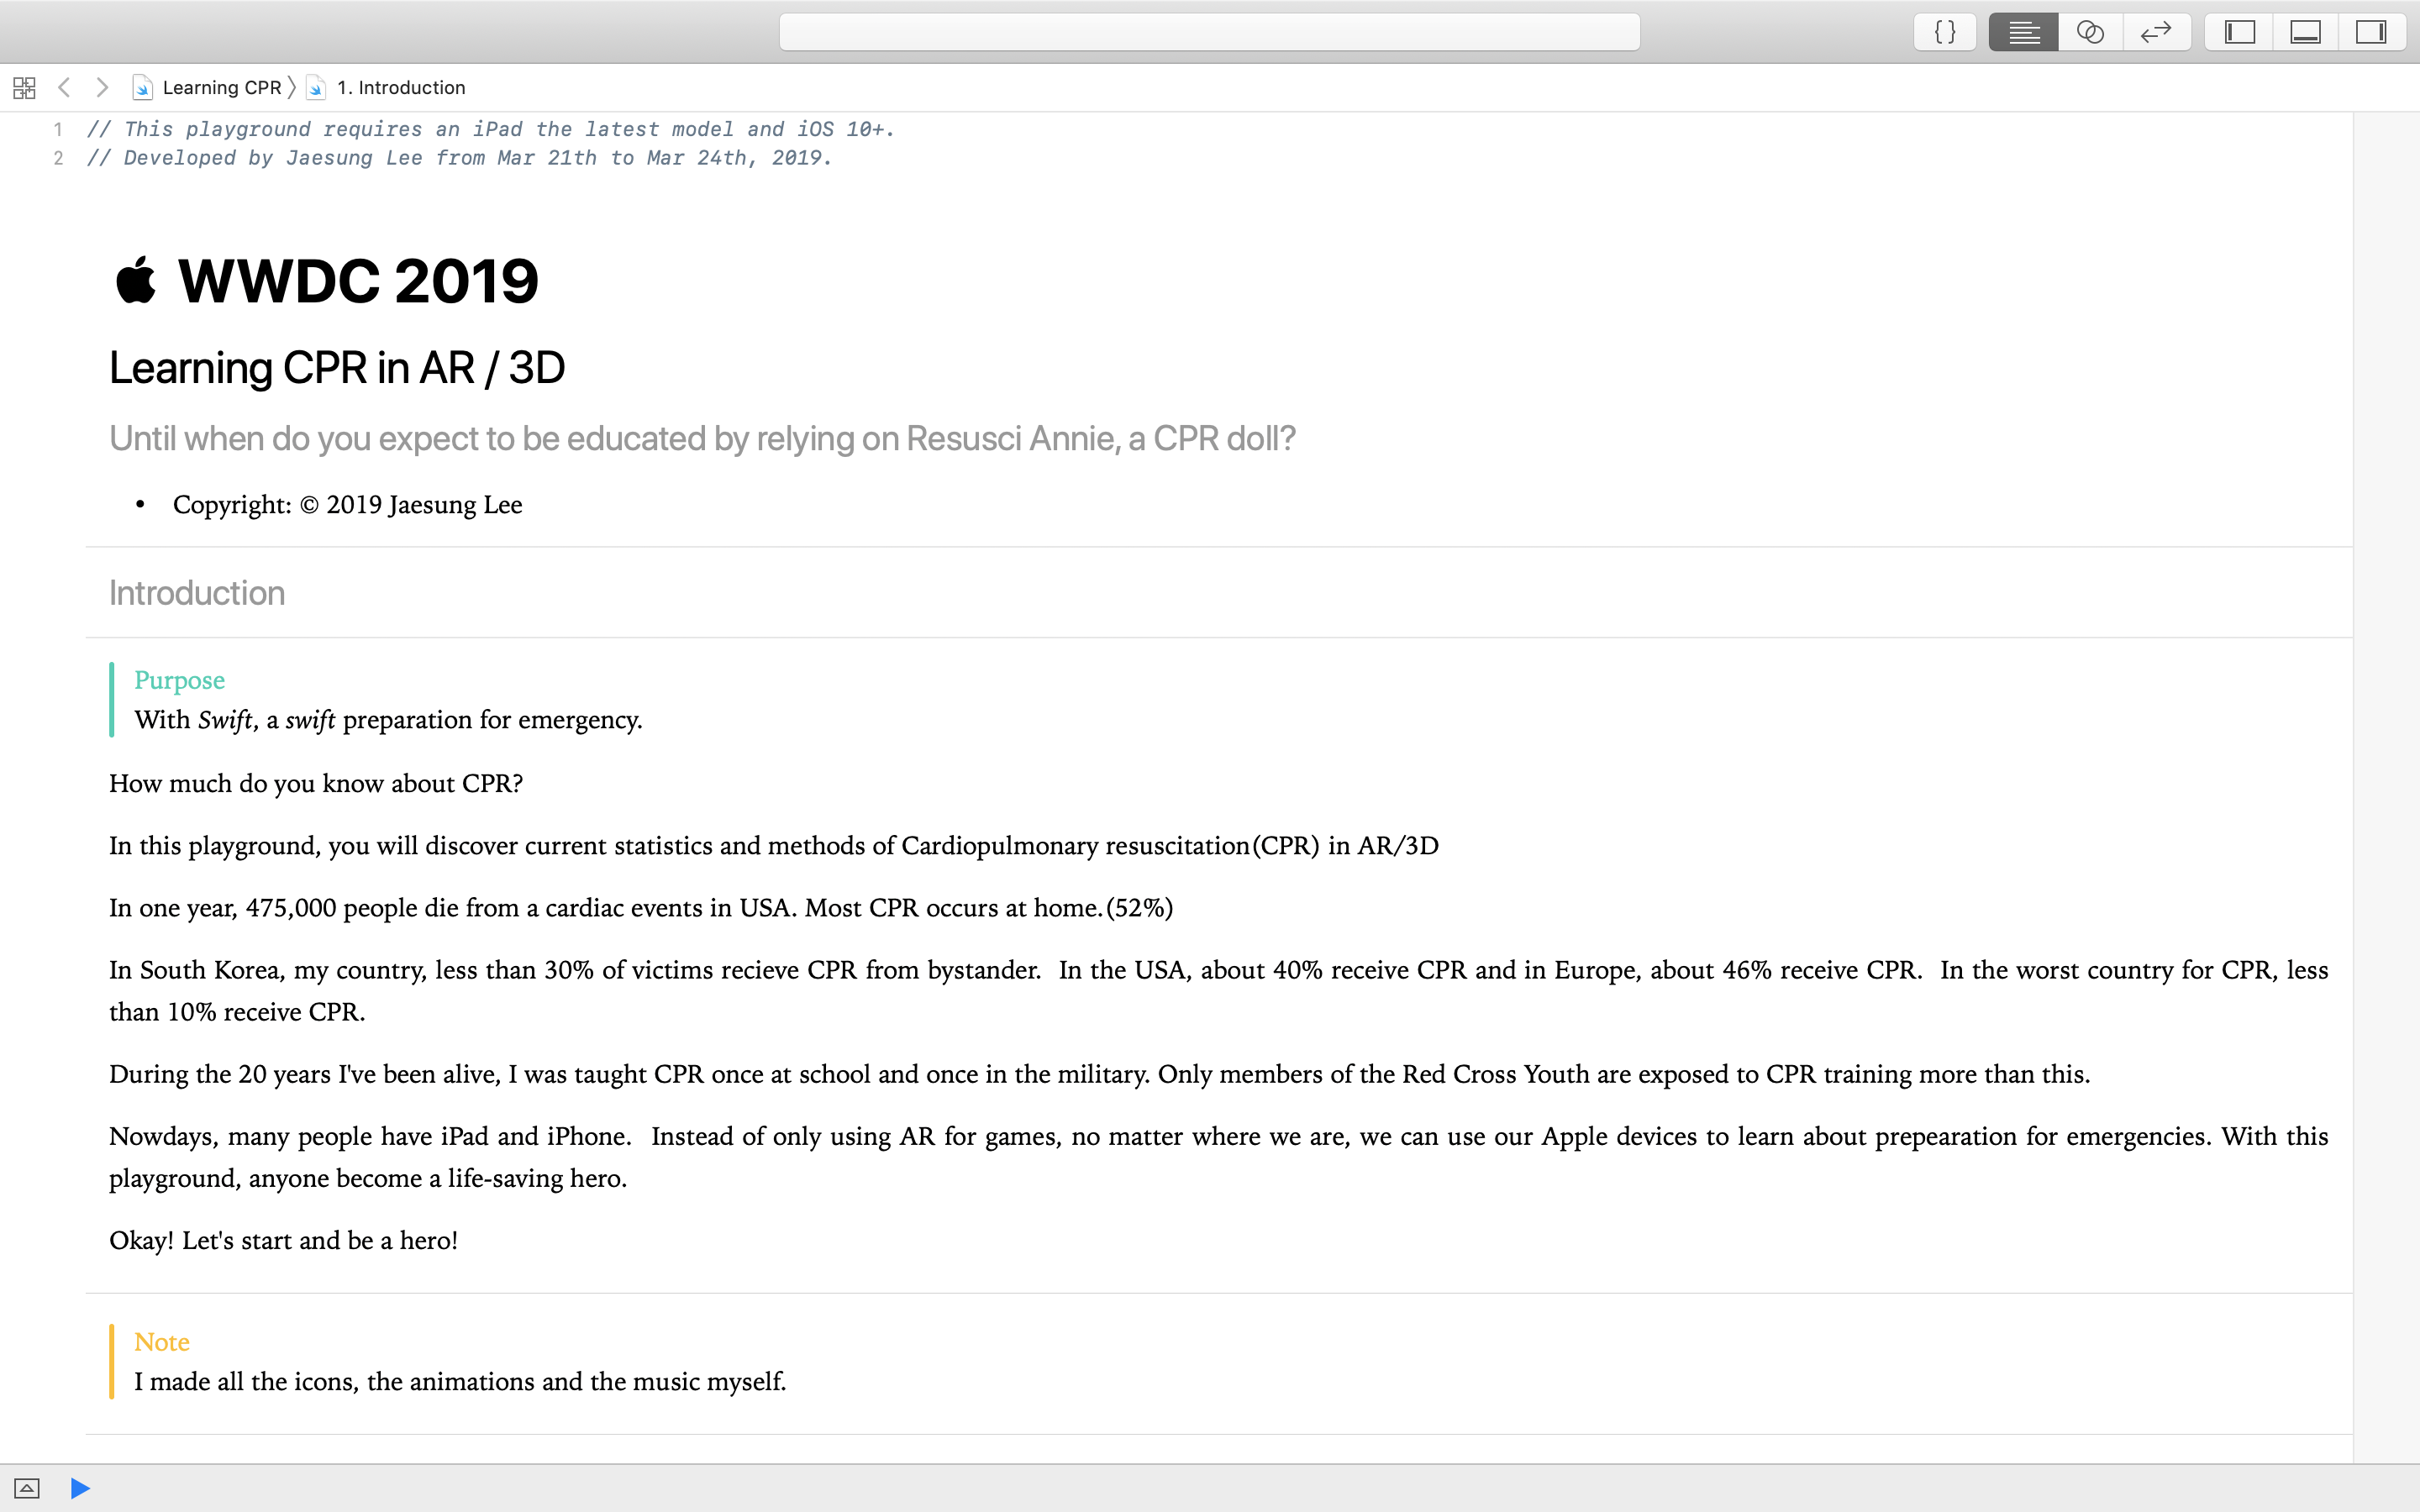 { }
Learning CPR 〉 1. Introduction
1 // This playground requires an iPad the latest model and iOS 10+.
2 // Developed by Jaesung Lee from Mar 21th to Mar 24th, 2019.
 WWDC 2019
Learning CPR in AR / 3D
Until when do you expect to be educated by relying on Resusci Annie, a CPR doll?
• Copyright: © 2019 Jaesung Lee
Introduction
Purpose
With Swift, a swift preparation for emergency.
How much do you know about CPR?
In this playground, you will discover current statistics and methods of Cardiopulmonary resuscitation(CPR) in AR/3D
In one year, 475,000 people die from a cardiac events in USA. Most CPR occurs at home.(52%)
In South Korea, my country, less than 30% of victims recieve CPR from bystander. In the USA, about 40% receive CPR and in Europe, about 46% receive CPR. In the worst country for CPR, less
than 10% receive CPR.
During the 20 years I've been alive, I was taught CPR once at school and once in the military. Only members of the Red Cross Youth are exposed to CPR training more than this.
Nowdays, many people have iPad and iPhone. Instead of only using AR for games, no matter where we are, we can use our Apple devices to learn about prepearation for emergencies. With this
playground, anyone become a life-saving hero.
Okay! Let's start and be a hero!
Note
I made all the icons, the animations and the music myself.